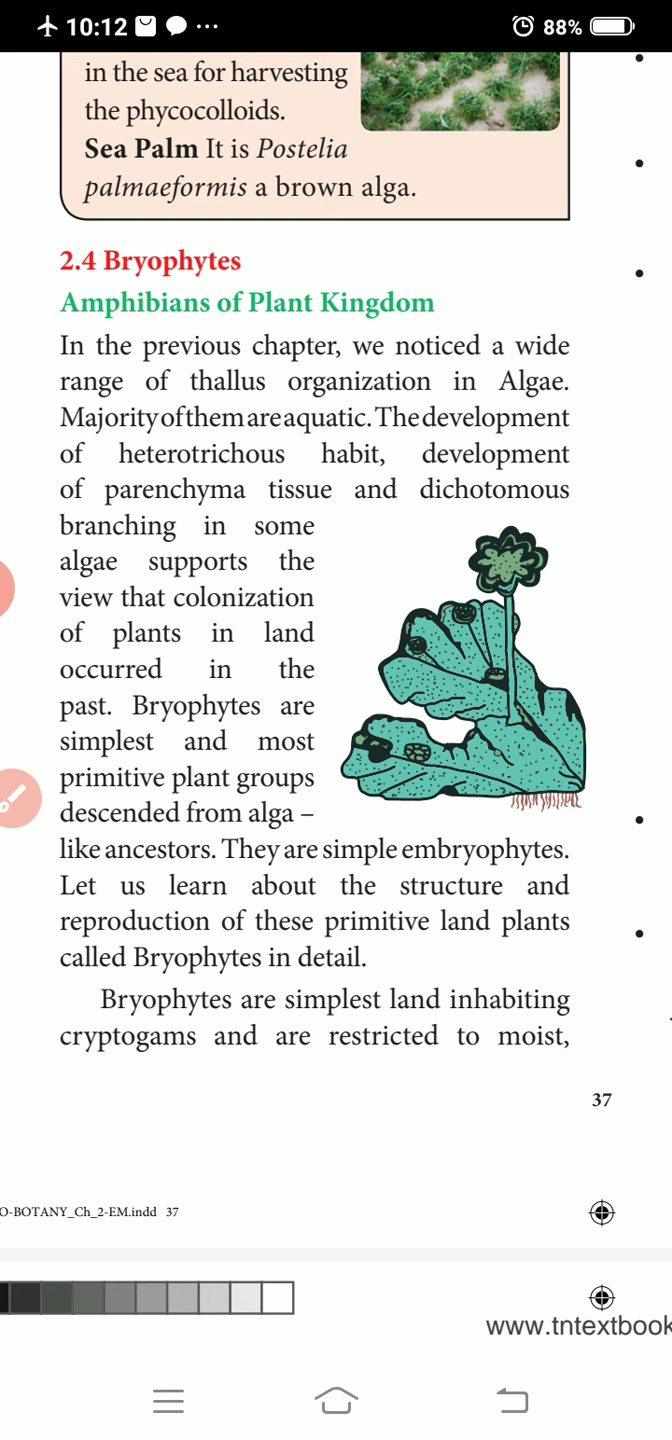 10:12
88%
in the sea for harvesting
the phycocolloids.
Sea Palm It is Postelia
palmaeformis a brown alga.
2.4 Bryophytes
Amphibians of Plant Kingdom
In the previous chapter, we noticed a wide
range of thallus organization in Algae.
Majority of them are aquatic. The development
of heterotrichous habit, development
of parenchyma tissue and dichotomous
branching in some
algae supports the
view that colonization
of plants in land
occurred in the
past. Bryophytes are
simplest and most
primitive plant groups
descended from alga –
like ancestors. They are simple embryophytes.
Let us learn about the structure and
reproduction of these primitive land plants
called Bryophytes in detail.
Bryophytes are simplest land inhabiting
cryptogams and are restricted to moist,
37
O-BOTANY_Ch_2-EM.indd 37
www.tntextbook